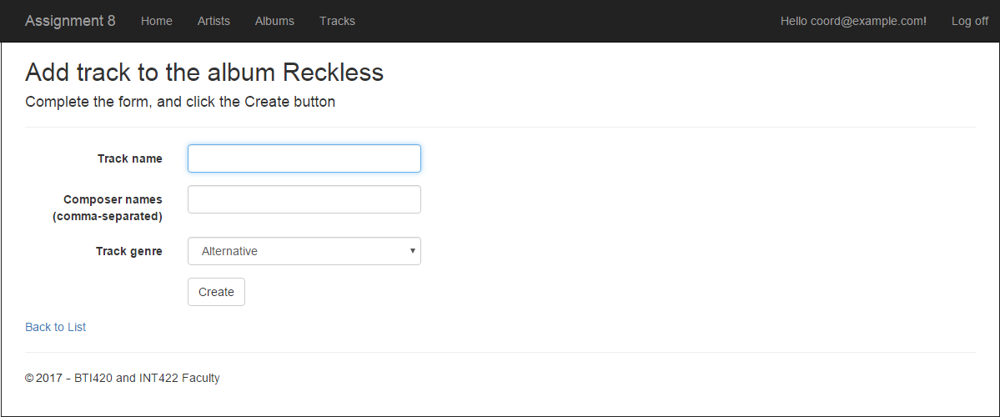 Assignment 8 Home Artists Albums Tracks Hello coord@example.com! Log off
Add track to the album Reckless
Complete the form, and click the Create button
Track name
Composer names
(comma-separated)
Track genre Alternative
Create
Back to List
© 2017 - BTI420 and INT422 Faculty